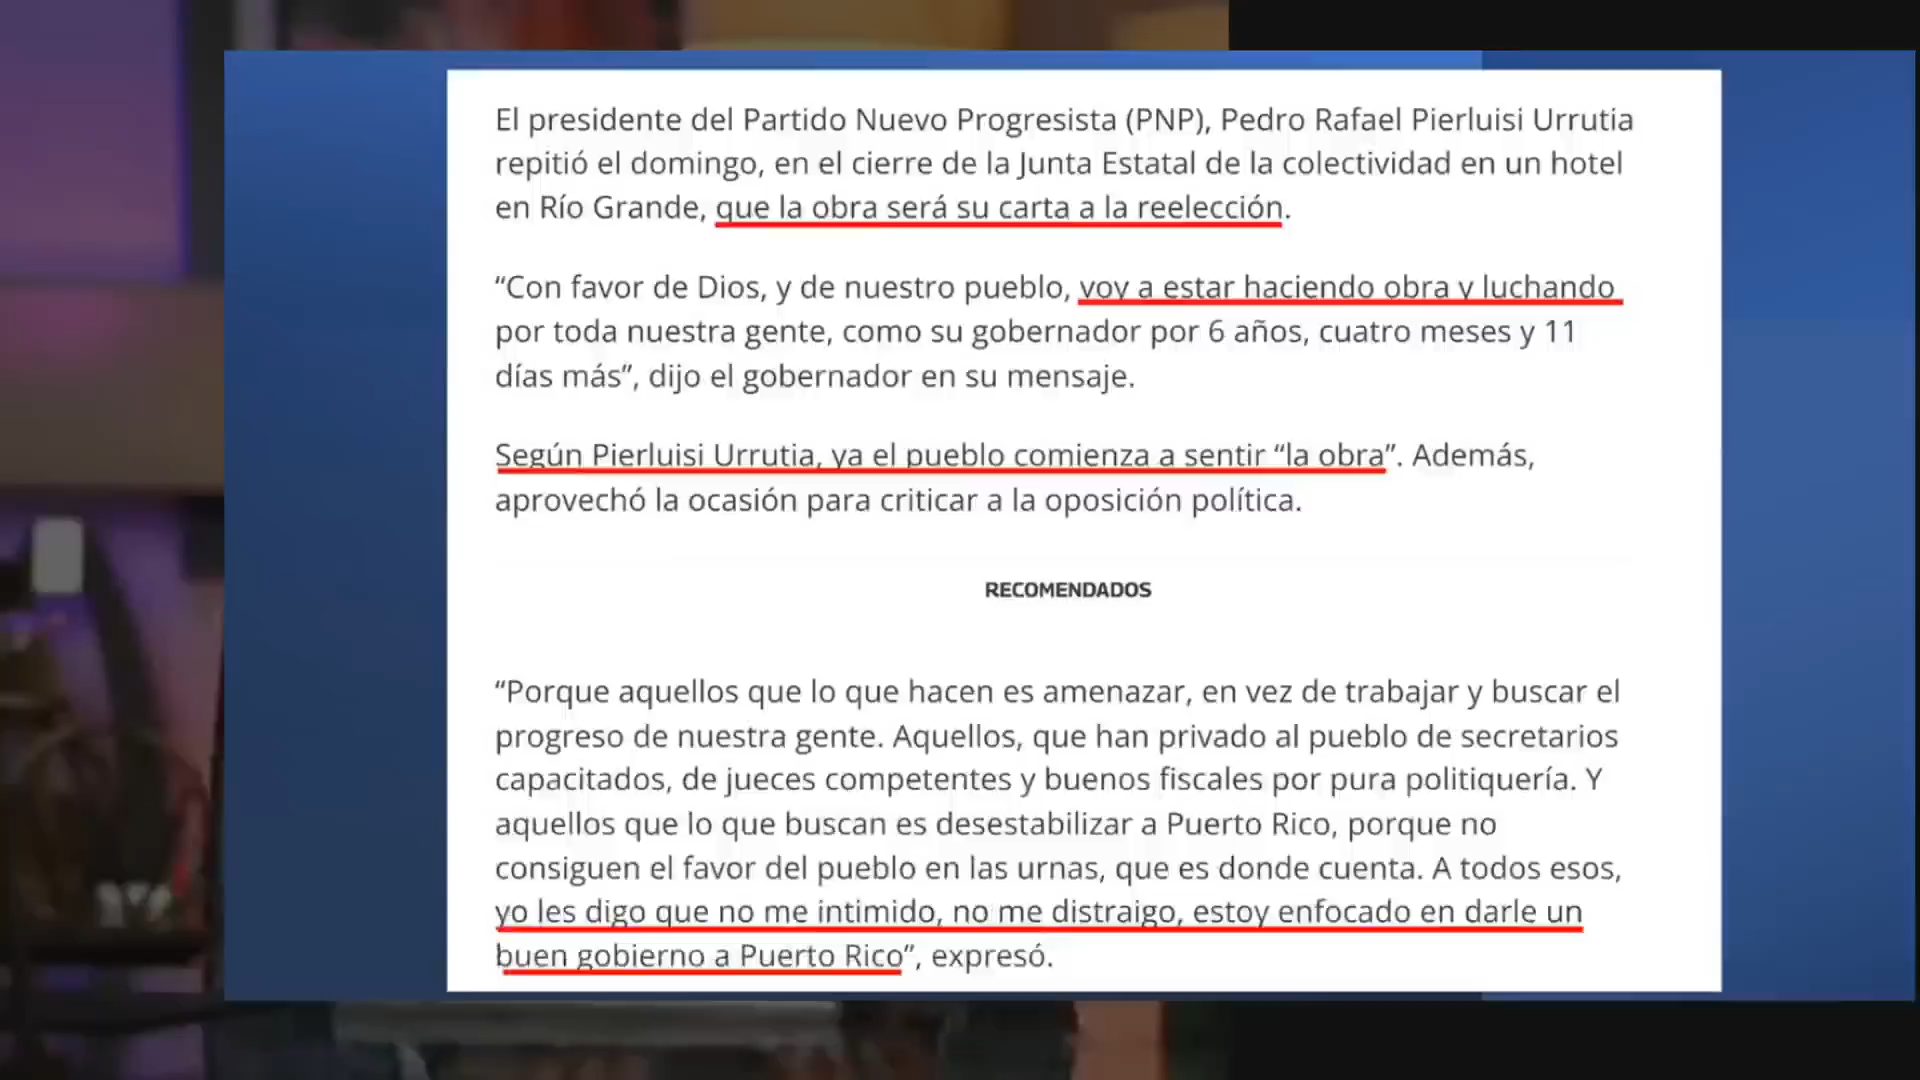 El presidente del Partido Nuevo Progresista (PNP), Pedro Rafael Pierluisi Urrutia
repitió el domingo, en el cierre de la Junta Estatal de la colectividad en un hotel
en Río Grande, que la obra será su carta a la reelección.
“Con favor de Dios, y de nuestro pueblo, voy a estar haciendo obra y luchando
por toda nuestra gente, como su gobernador por 6 años, cuatro meses y 11
días más”, dijo el gobernador en su mensaje.
Según Pierluisi Urrutia, ya el pueblo comienza a sentir “la obra”. Además,
aprovechó la ocasión para criticar a la oposición política.
RECOMENDADOS
“Porque aquellos que lo que hacen es amenazar, en vez de trabajar y buscar el
progreso de nuestra gente. Aquellos, que han privado al pueblo de secretarios
capacitados, de jueces competentes y buenos fiscales por pura politiquería. Y
aquellos que lo que buscan es desestabilizar a Puerto Rico, porque no
consiguen el favor del pueblo en las urnas, que es donde cuenta. A todos esos,
yo les digo que no me intimido, no me distraigo, estoy enfocado en darle un
buen gobierno a Puerto Rico”, expresó.